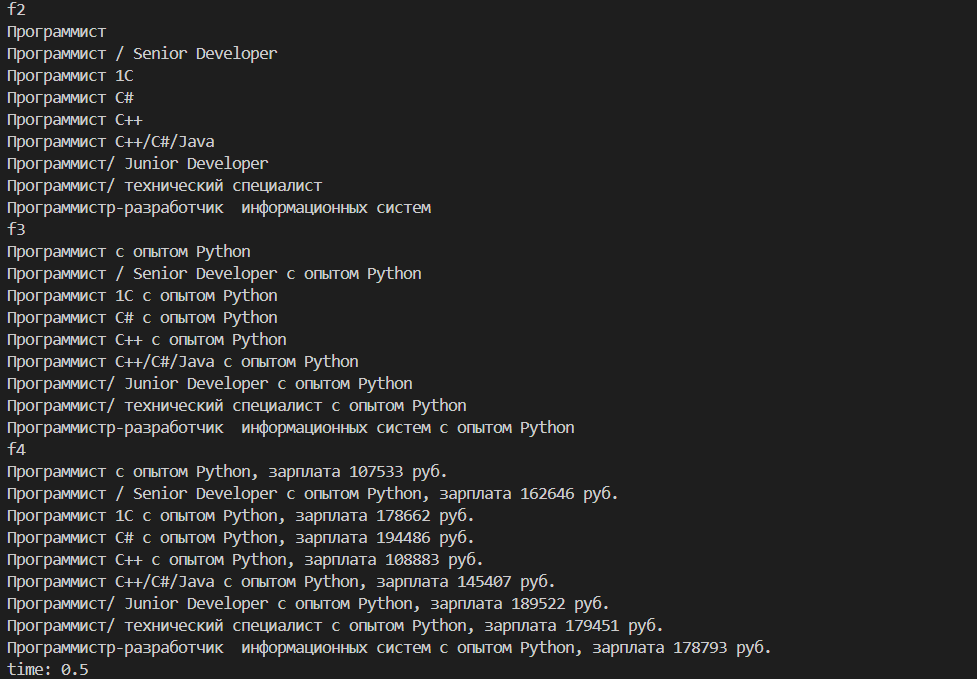 f2
Программист
Программист / Senior Developer
Программист 1C
Программист C#
Программист C++
Программист C++/C#/Java
Программист/ Junior Developer
Программист/ технический специалист
Программистр-разработчик  информационных систем
f3
Программист с опытом Python
Программист / Senior Developer с опытом Python
Программист 1C с опытом Python
Программист C# с опытом Python
Программист C++ с опытом Python
Программист C++/C#/Java с опытом Python
Программист/ Junior Developer с опытом Python
Программист/ технический специалист с опытом Python
Программистр-разработчик  информационных систем с опытом Python
f4
Программист с опытом Python, зарплата 107533 руб.
Программист / Senior Developer с опытом Python, зарплата 162646 руб.
Программист 1C с опытом Python, зарплата 178662 руб.
Программист C# с опытом Python, зарплата 194486 руб.
Программист C++ с опытом Python, зарплата 108883 руб.
Программист C++/C#/Java с опытом Python, зарплата 145407 руб.
Программист/ Junior Developer с опытом Python, зарплата 189522 руб.
Программист/ технический специалист с опытом Python, зарплата 179451 руб.
Программистр-разработчик  информационных систем с опытом Python, зарплата 178793 руб.
time: 0.5